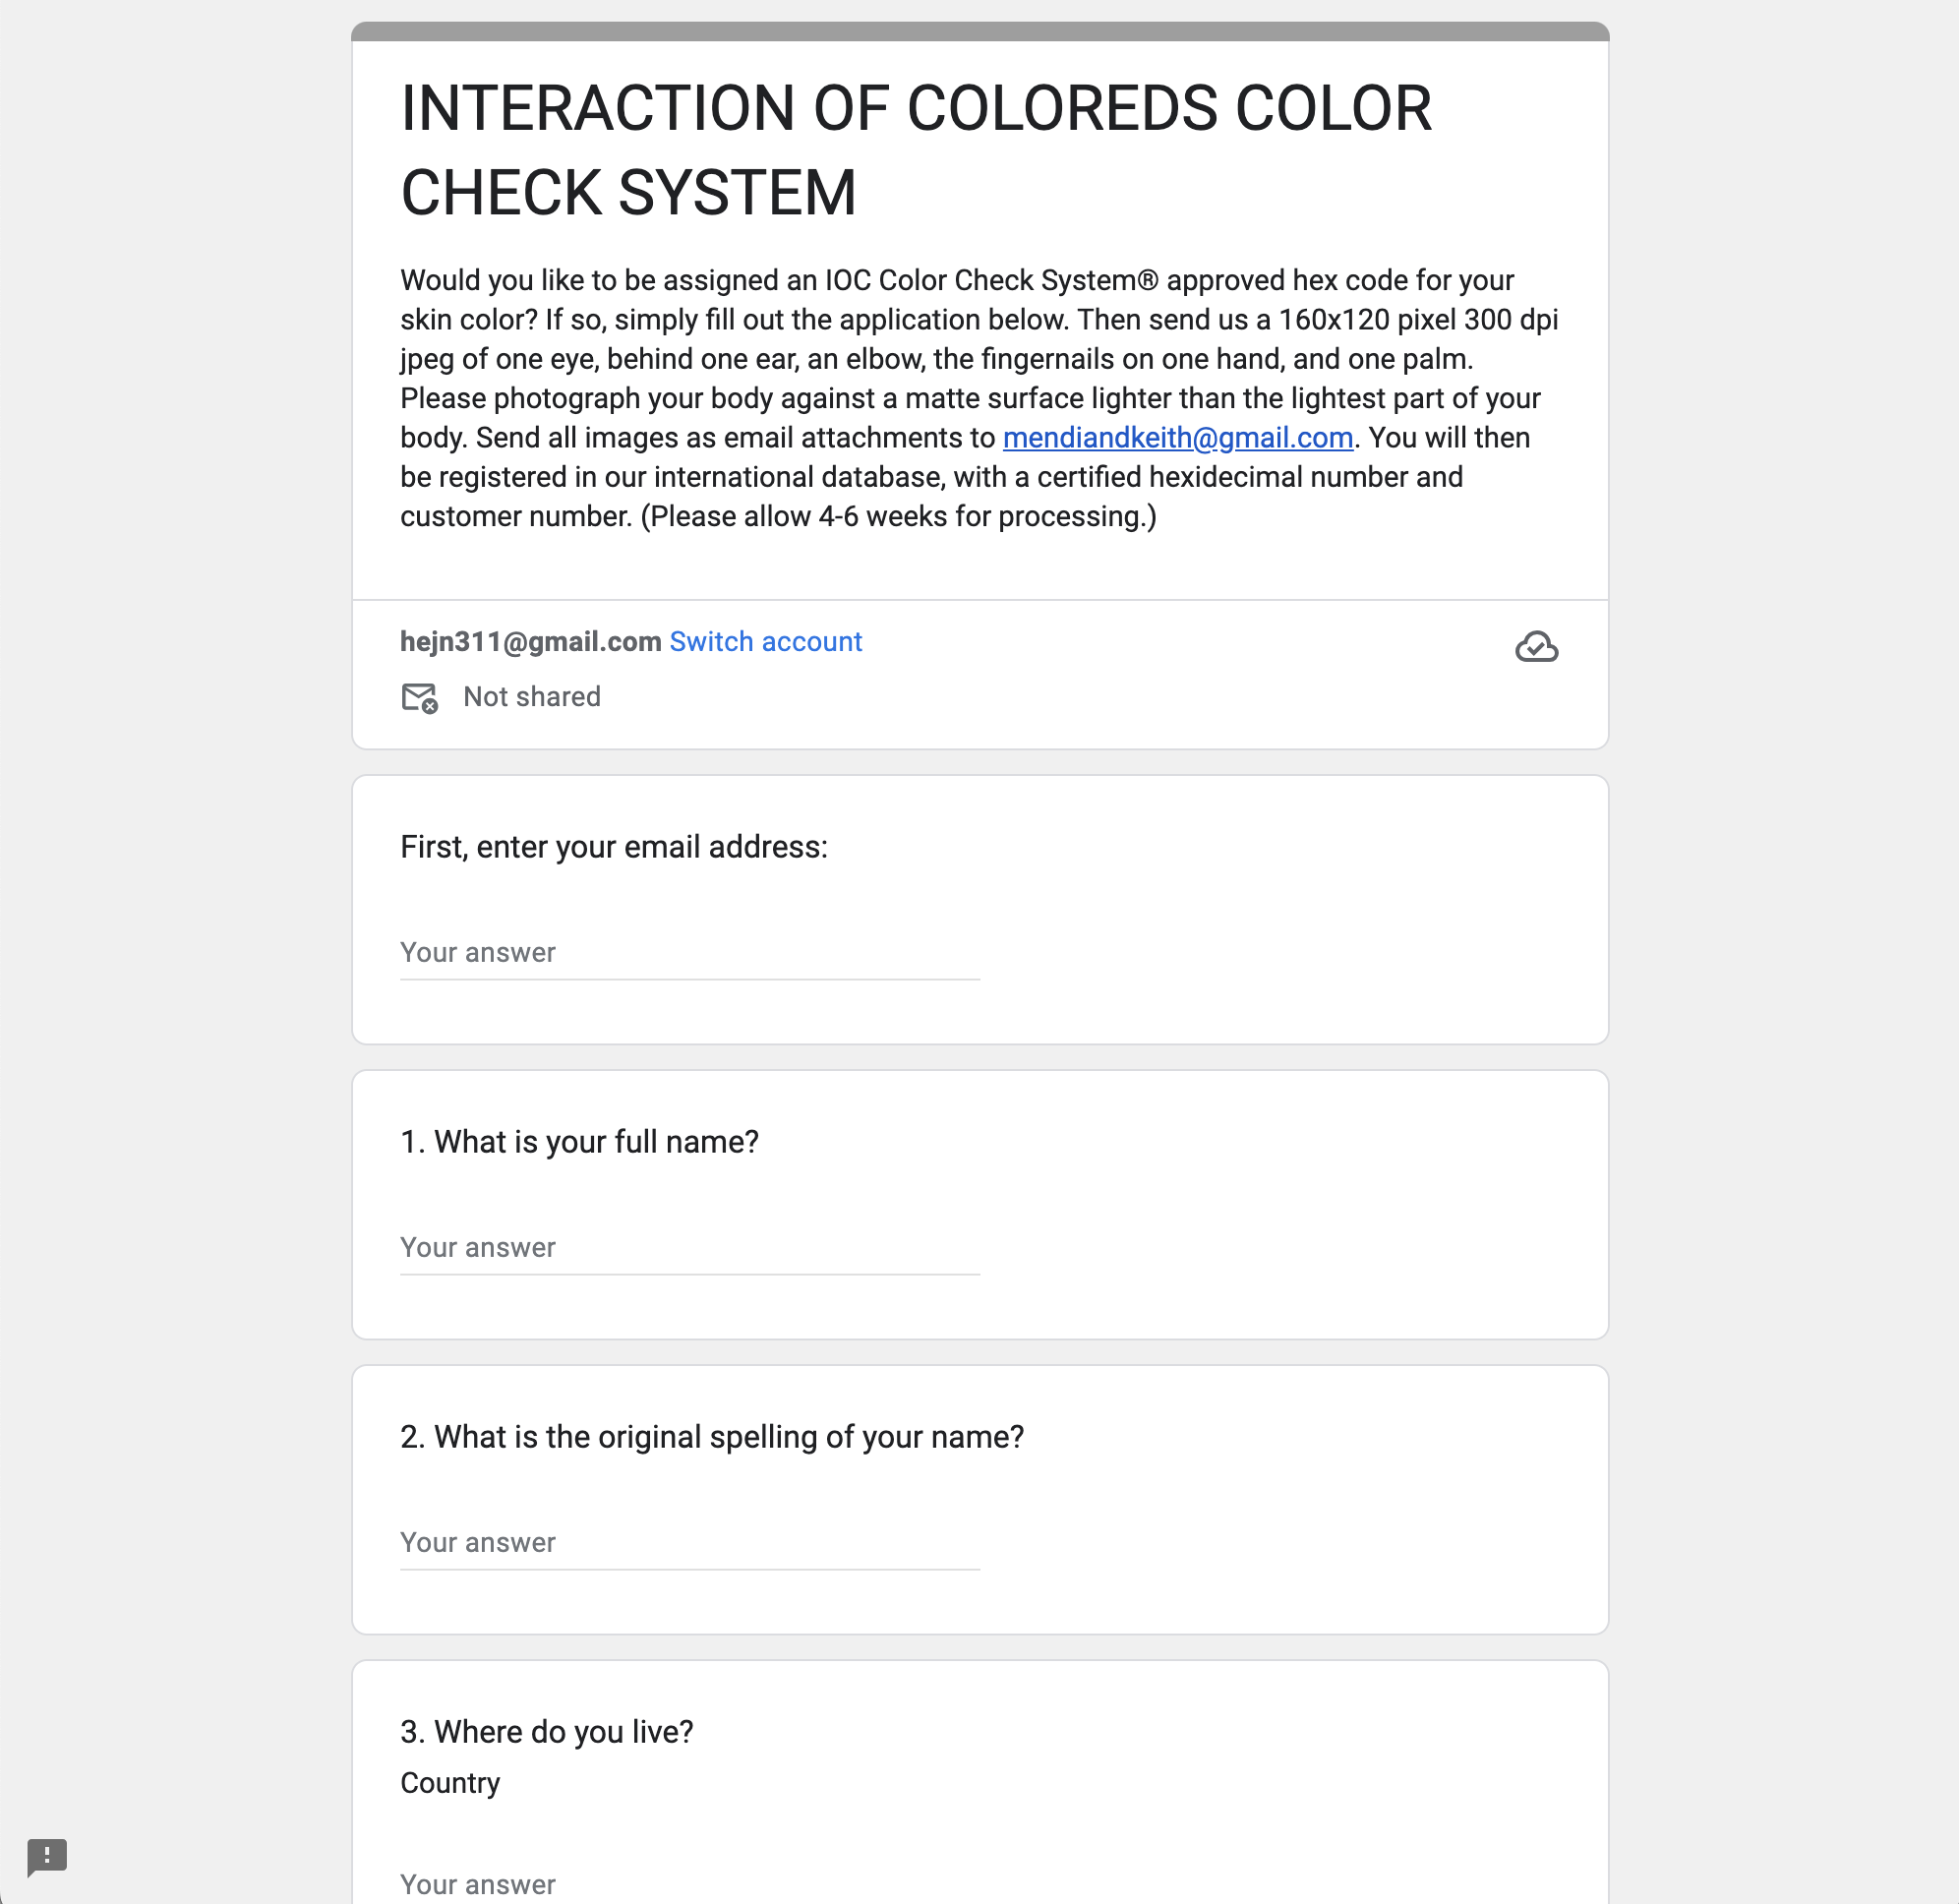 INTERACTION OF COLOREDS COLOR
CHECK SYSTEM
Would you like to be assigned an IOC Color Check System® approved hex code for your
skin color? If so, simply fill out the application below. Then send us a 160x120 pixel 300 dpi
jpeg of one eye, behind one ear, an elbow, the fingernails on one hand, and one palm.
Please photograph your body against a matte surface lighter than the lightest part of your
body. Send all images as email attachments to mendiandkeith@gmail.com. You will then
be registered in our international database, with a certified hexidecimal number and
customer number. (Please allow 4-6 weeks for processing.)
hejn311@gmail.com Switch account
Not shared
First, enter your email address:
Your answer
1. What is your full name?
Your answer
2. What is the original spelling of your name?
Your answer
3. Where do you live?
Country
Your answer